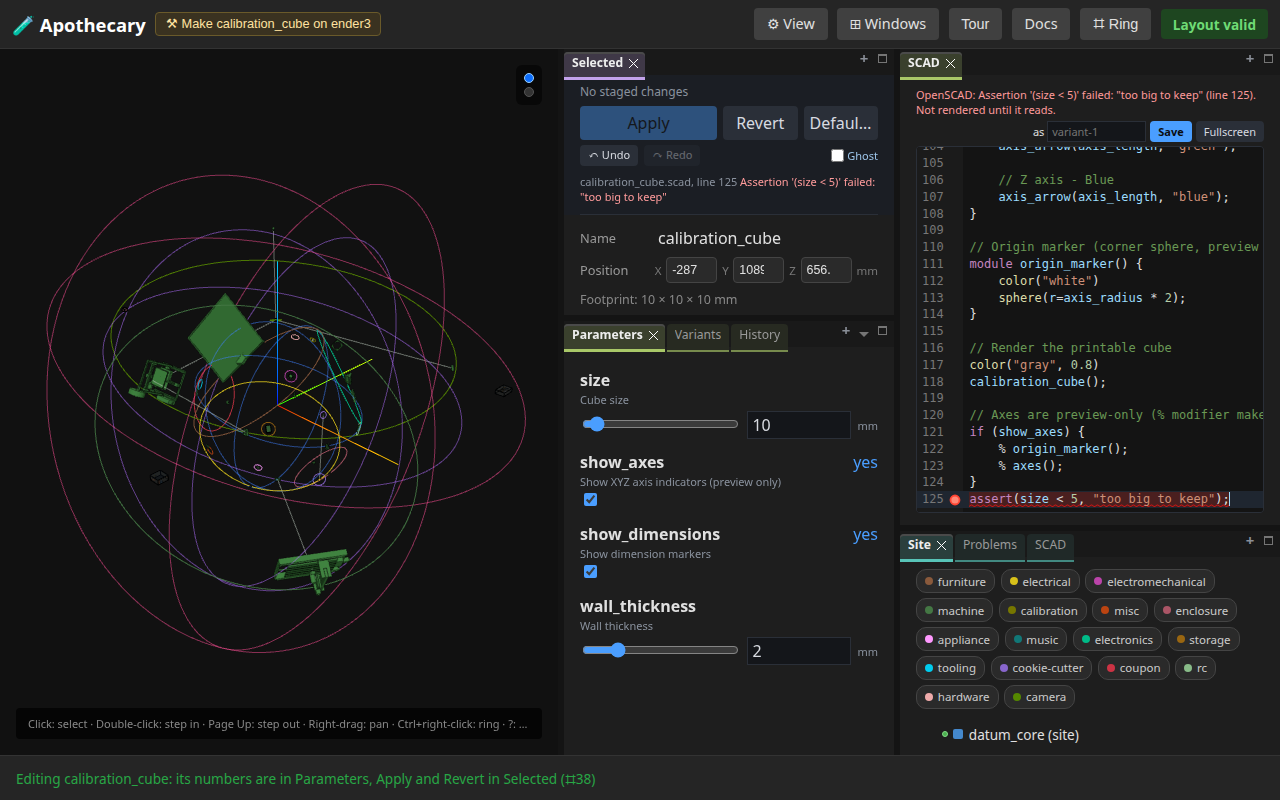 Apothecary
⚒ Make calibration_cube on ender3
⚙ View
⊞ Windows
Tour
Docs
⌗ Ring
Layout valid
Click: select · Double-click: step in · Page Up: step out · Right-drag: pan · Ctrl+right-click: ring · ?: ...
Selected
No staged changes
Apply
Revert
Defaul...
↶ Undo
↷ Redo
Ghost
calibration_cube.scad, line 125 Assertion '(size < 5)' failed:
"too big to keep"
Name calibration_cube
Position X -287 Y 1089 Z 656. mm
Footprint: 10 × 10 × 10 mm
Parameters
Variants
History
size
Cube size
10 mm
show_axes yes
Show XYZ axis indicators (preview only)
show_dimensions yes
Show dimension markers
wall_thickness
Wall thickness
2 mm
SCAD
OpenSCAD: Assertion '(size < 5)' failed: "too big to keep" (line 125).
Not rendered until it reads.
as variant-1 Save Fullscreen
104 axis_arrow(axis_length, "green");
105
106 // Z axis - Blue
107 axis_arrow(axis_length, "blue");
108 }
109
110 // Origin marker (corner sphere, preview
111 module origin_marker() {
112 color("white")
113 sphere(r=axis_radius * 2);
114 }
115
116 // Render the printable cube
117 color("gray", 0.8)
118 calibration_cube();
119
120 // Axes are preview-only (% modifier make
121 if (show_axes) {
122 % origin_marker();
123 % axes();
124 }
125 assert(size < 5, "too big to keep");
Site
Problems
SCAD
furniture
electrical
electromechanical
machine
calibration
misc
enclosure
appliance
music
electronics
storage
tooling
cookie-cutter
coupon
rc
hardware
camera
datum_core (site)
Editing calibration_cube: its numbers are in Parameters, Apply and Revert in Selected (⌗38)